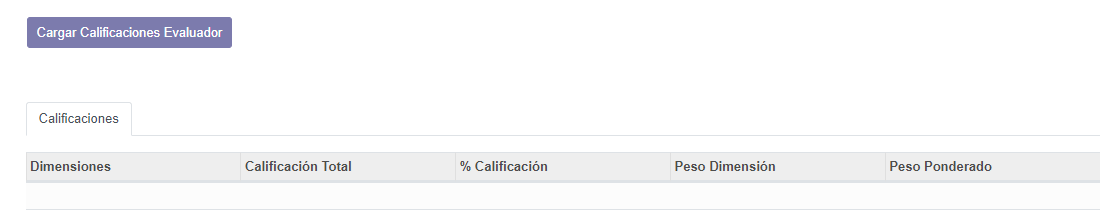 Cargar Calificaciones Evaluador
Calificaciones
Dimensiones Calificación Total % Calificación Peso Dimensión Peso Ponderado